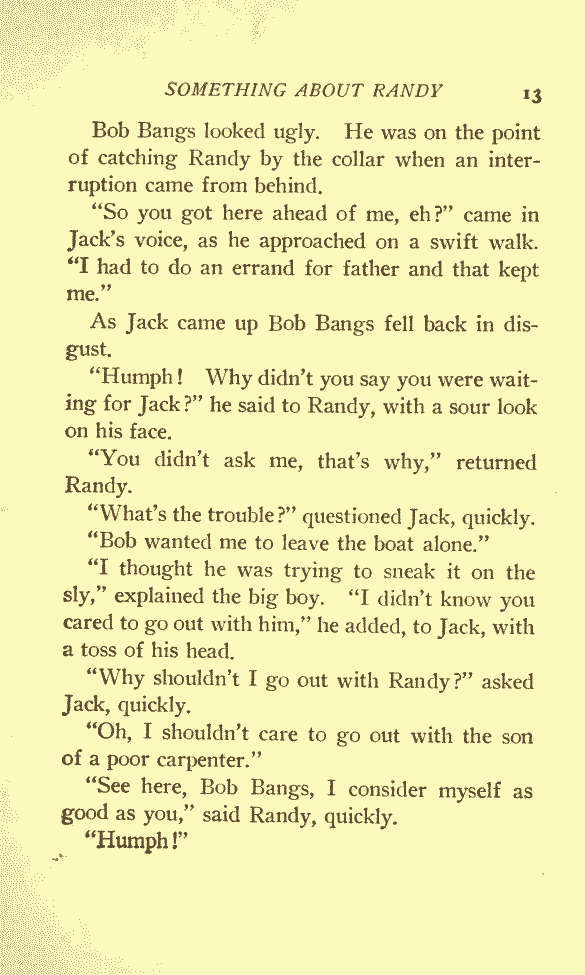 SOMETHING ABOUT RANDY 13
Bob Bangs looked ugly. He was on the point
of catching Randy by the collar when an inter-
ruption came from behind.
“So you got here ahead of me, eh?” came in
Jack’s voice, as he approached on a swift walk.
“I had to do an errand for father and that kept
me.”
As Jack came up Bob Bangs fell back in dis-
gust.
“Humph! Why didn’t you say you were wait-
ing for Jack?” he said to Randy, with a sour look
on his face.
“You didn’t ask me, that’s why,” returned
Randy.
“What’s the trouble?” questioned Jack, quickly.
“Bob wanted me to leave the boat alone.”
“I thought he was trying to sneak it on the
sly,” explained the big boy. “I didn’t know you
cared to go out with him,” he added, to Jack, with
a toss of his head.
“Why shouldn’t I go out with Randy?” asked
Jack, quickly.
“Oh, I shouldn’t care to go out with the son
of a poor carpenter.”
“See here, Bob Bangs, I consider myself as
good as you,” said Randy, quickly.
“Humph!”